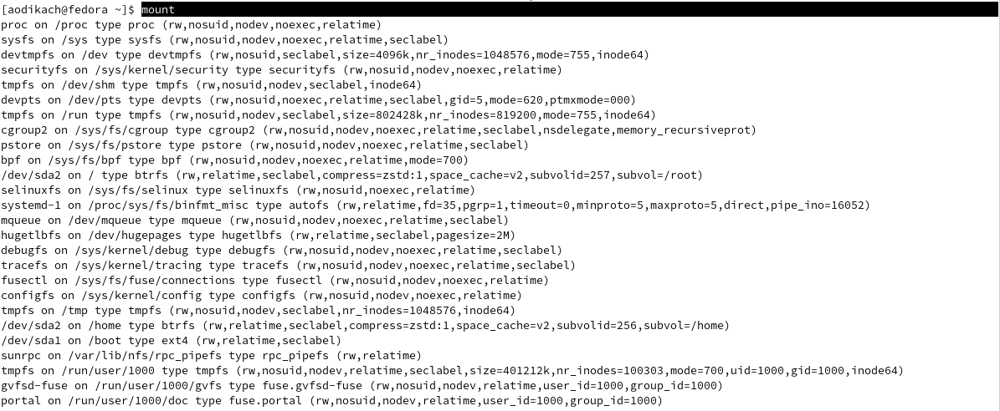 [aodikach@fedora ~]$ mount
proc on /proc type proc (rw,nosuid,nodev,noexec,relatime)
sysfs on /sys type sysfs (rw,nosuid,nodev,noexec,relatime,seclabel)
devtmpfs on /dev type devtmpfs (rw,nosuid,seclabel,size=4096k,nr_inodes=1048576,mode=755,inode64)
securityfs on /sys/kernel/security type securityfs (rw,nosuid,nodev,noexec,relatime)
tmpfs on /dev/shm type tmpfs (rw,nosuid,nodev,seclabel,inode64)
devpts on /dev/pts type devpts (rw,nosuid,noexec,relatime,seclabel,gid=5,mode=620,ptmxmode=000)
tmpfs on /run type tmpfs (rw,nosuid,nodev,seclabel,size=802428k,nr_inodes=819200,mode=755,inode64)
cgroup2 on /sys/fs/cgroup type cgroup2 (rw,nosuid,nodev,noexec,relatime,seclabel,nsdelegate,memory_recursiveprot)
pstore on /sys/fs/pstore type pstore (rw,nosuid,nodev,noexec,relatime,seclabel)
bpf on /sys/fs/bpf type bpf (rw,nosuid,nodev,noexec,relatime,mode=700)
/dev/sda2 on / type btrfs (rw,relatime,seclabel,compress=zstd:1,space_cache=v2,subvolid=257,subvol=/root)
selinuxfs on /sys/fs/selinux type selinuxfs (rw,nosuid,noexec,relatime)
systemd-1 on /proc/sys/fs/binfmt_misc type autofs (rw,relatime,fd=35,pgrp=1,timeout=0,minproto=5,maxproto=5,direct,pipe_ino=16052)
mqueue on /dev/mqueue type mqueue (rw,nosuid,nodev,noexec,relatime,seclabel)
hugetlbfs on /dev/hugepages type hugetlbfs (rw,relatime,seclabel,pagesize=2M)
debugfs on /sys/kernel/debug type debugfs (rw,nosuid,nodev,noexec,relatime,seclabel)
tracefs on /sys/kernel/tracing type tracefs (rw,nosuid,nodev,noexec,relatime,seclabel)
fusectl on /sys/fs/fuse/connections type fusectl (rw,nosuid,nodev,noexec,relatime)
configfs on /sys/kernel/config type configfs (rw,nosuid,nodev,noexec,relatime)
tmpfs on /tmp type tmpfs (rw,nosuid,nodev,seclabel,nr_inodes=1048576,inode64)
/dev/sda2 on /home type btrfs (rw,relatime,seclabel,compress=zstd:1,space_cache=v2,subvolid=256,subvol=/home)
/dev/sda1 on /boot type ext4 (rw,relatime,seclabel)
sunrpc on /var/lib/nfs/rpc_pipefs type rpc_pipefs (rw,relatime)
tmpfs on /run/user/1000 type tmpfs (rw,nosuid,nodev,relatime,seclabel,size=401212k,nr_inodes=100303,mode=700,uid=1000,gid=1000,inode64)
gvfsd-fuse on /run/user/1000/gvfs type fuse.gvfsd-fuse (rw,nosuid,nodev,relatime,user_id=1000,group_id=1000)
portal on /run/user/1000/doc type fuse.portal (rw,nosuid,nodev,relatime,user_id=1000,group_id=1000)